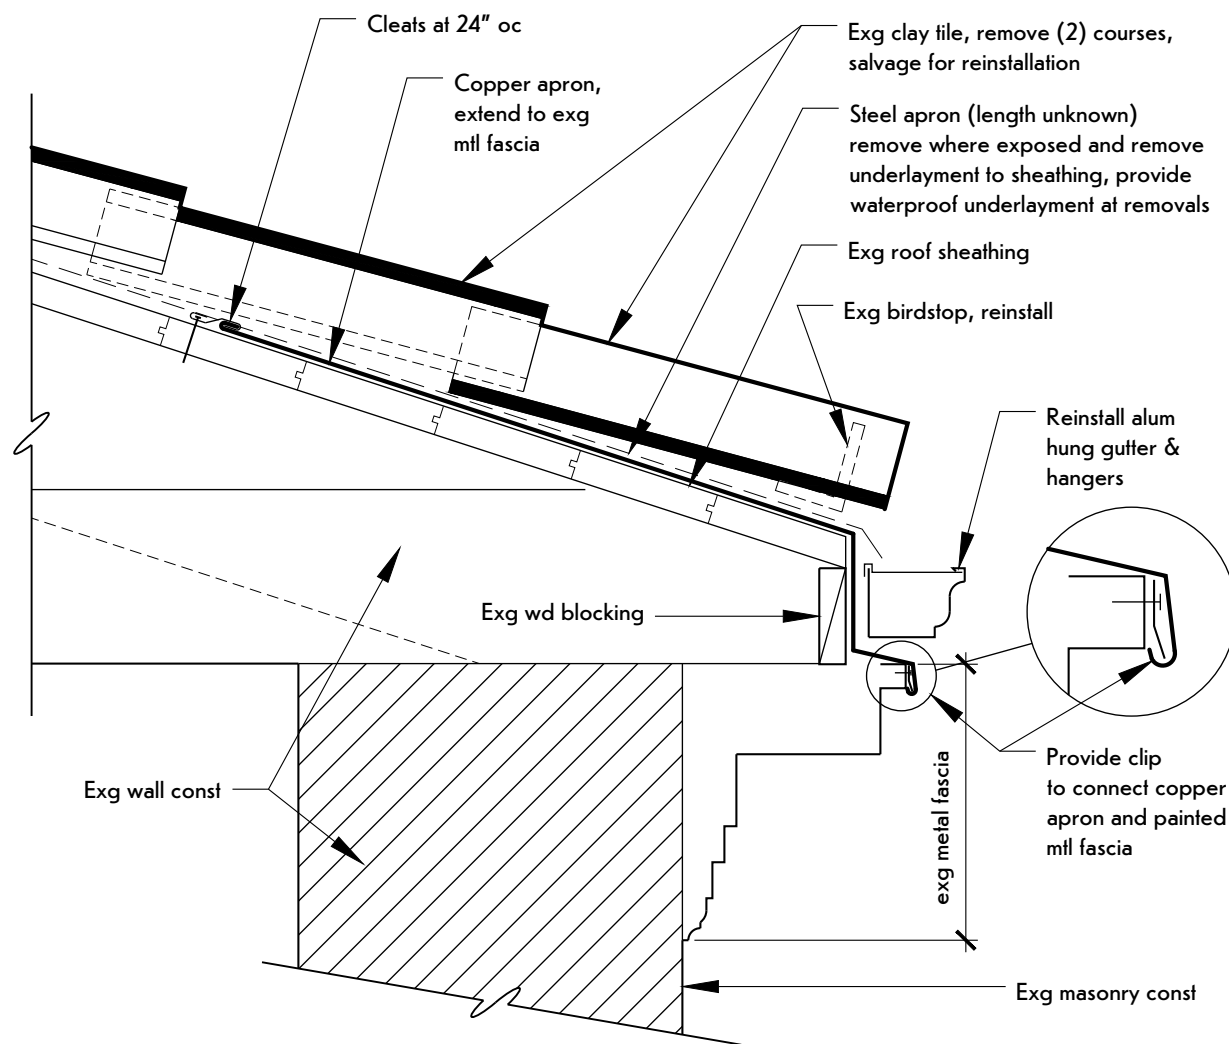 Cleats at 24" oc
Copper apron,
extend to exg
mtl fascia
Exg clay tile, remove (2) courses,
salvage for reinstallation
Steel apron (length unknown)
remove where exposed and remove
underlayment to sheathing, provide
waterproof underlayment at removals
Exg roof sheathing
Exg birdstop, reinstall
Reinstall alum
hung gutter &
hangers
Exg wd blocking
Exg wall const
exg metal fascia
Provide clip
to connect copper
apron and painted
mtl fascia
Exg masonry const